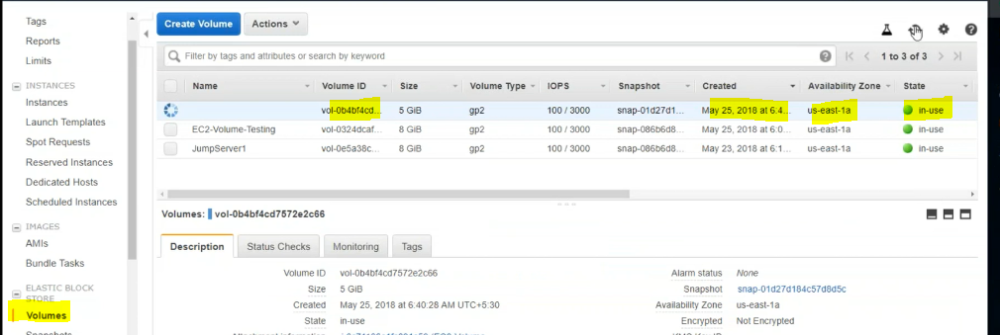 Tags
Reports
Limits
INSTANCES
Instances
Launch Templates
Spot Requests
Reserved Instances
Dedicated Hosts
Scheduled Instances
IMAGES
AMIs
Bundle Tasks
ELASTIC BLOCK
STORE
Volumes
Snapshots
Create Volume Actions
Filter by tags and attributes or search by keyword 1 to 3 of 3
Name Volume ID Size Volume Type IOPS Snapshot Created Availability Zone State
vol-0b4bf4cd... 5 GiB gp2 100 / 3000 snap-01d27d1... May 25, 2018 at 6:4... us-east-1a in-use
EC2-Volume-Testing vol-0324dcaf... 8 GiB gp2 100 / 3000 snap-086b6d8... May 25, 2018 at 6:0... us-east-1a in-use
JumpServer1 vol-0e5a38c... 8 GiB gp2 100 / 3000 snap-086b6d8... May 23, 2018 at 6:1... us-east-1a in-use
Volumes: vol-0b4bf4cd7572e2c66
Description Status Checks Monitoring Tags
Volume ID vol-0b4bf4cd7572e2c66 Alarm status None
Size 5 GiB Snapshot snap-01d27d184c57d8d5c
Created May 25, 2018 at 6:40:28 AM UTC+5:30 Availability Zone us-east-1a
State in-use Encrypted Not Encrypted